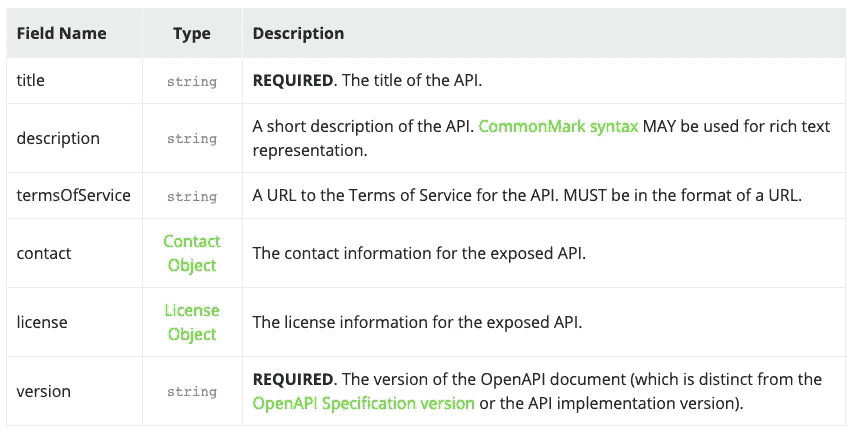 Field Name Type Description
title string REQUIRED. The title of the API.
description string A short description of the API. CommonMark syntax MAY be used for rich text
representation.
termsOfService string A URL to the Terms of Service for the API. MUST be in the format of a URL.
contact Contact Object The contact information for the exposed API.
license License Object The license information for the exposed API.
version string REQUIRED. The version of the OpenAPI document (which is distinct from the
OpenAPI Specification version or the API implementation version).